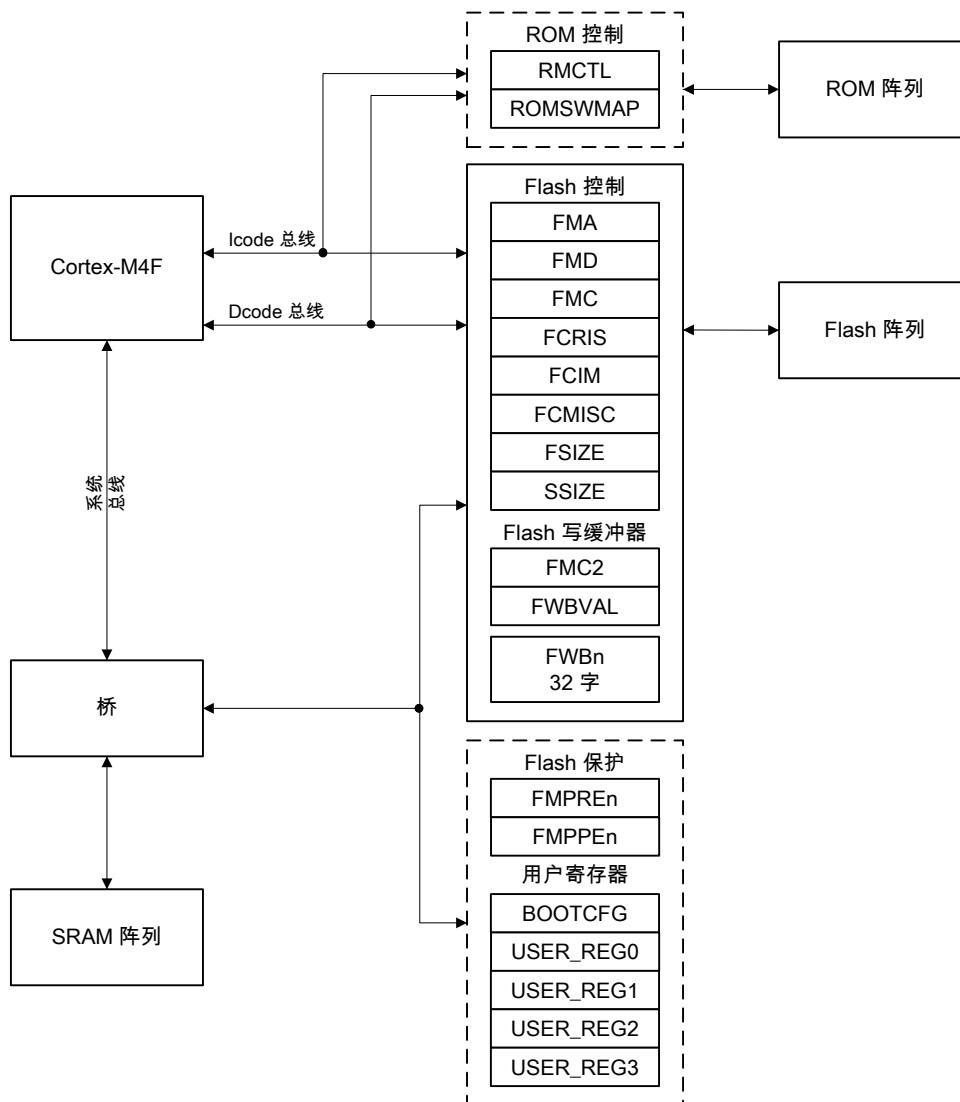 ROM 控制
RMCTL
ROMSWMAP
ROM 阵列
Flash 控制
FMA
FMD
FMC
FCRIS
FCIM
FCMISC
FSIZE
SSIZE
Flash 写缓冲器
FMC2
FWBVAL
FWBn
32 字
Cortex-M4F
Icode 总线
Dcode 总线
Flash 阵列
系统
总线
桥
SRAM 阵列
Flash 保护
FMPREn
FMPPEn
用户寄存器
BOOTCFG
USER_REG0
USER_REG1
USER_REG2
USER_REG3